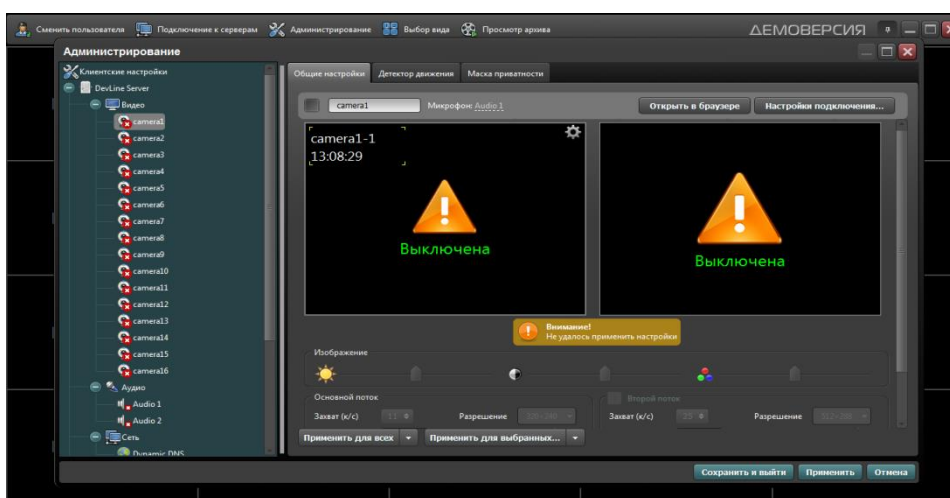 Сменить пользователя Подключение к серверам Администрирование Выбор вида Просмотр архива ДЕМОВЕРСИЯ
Администрирование
Клиентские настройки
DevLine Server
Видео
camera1
camera2
camera3
camera4
camera5
camera6
camera7
camera8
camera9
camera10
camera11
camera12
camera13
camera14
camera15
camera16
Аудио
Audio 1
Audio 2
Сеть
Dynamic DNS
Общие настройки Детектор движения Маска приватности
camera1 Микрофон: Audio 1 Открыть в браузере Настройки подключения...
camera1-1
13:08:29
Выключена
Выключена
Внимание!
Не удалось применить настройки
Изображение
Основной поток Второй поток
Захват (к/с) Разрешение Захват (к/с) 25 Разрешение
Применить для всех Применить для выбранных...
Сохранить и выйти Применить Отмена